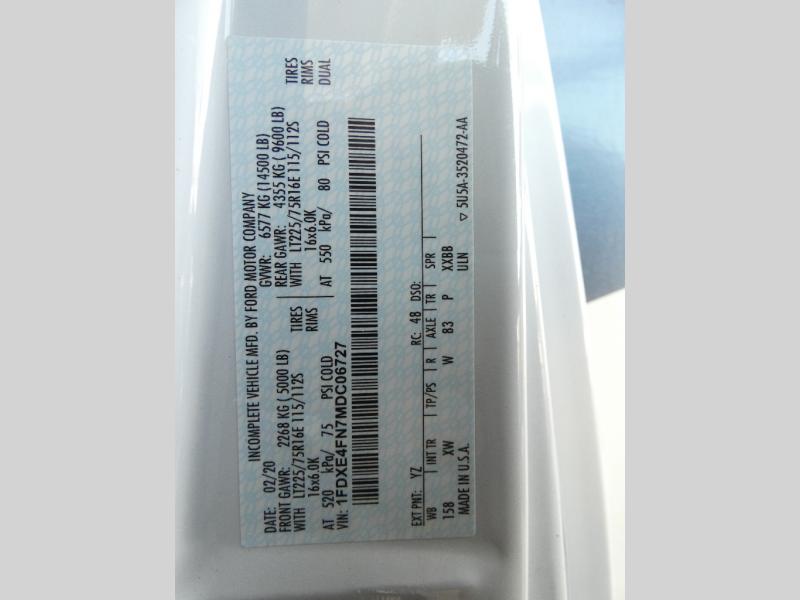 INCOMPLETE VEHICLE MFD. BY FORD MOTOR COMPANY
DATE: 02/20 GVWR: 6577 KG (14500 LB)
FRONT GAWR: 2268 KG ( 5000 LB) REAR GAWR: 4355 KG ( 9600 LB)
WITH LT225/75R16E 115/112S TIRES WITH LT225/75R16E 115/112S TIRES
16x6.0K RIMS 16x6.0K RIMS
AT 520 kPa/ 75 PSI COLD AT 550 kPa/ 80 PSI COLD DUAL
VIN: 1FDXE4FN7MDC06727
EXT PNT: YZ RC: 48 DSO:
WB | INT TR | TP/PS | R | AXLE | TR | SPR
158 XW W 83 P XXBB
MADE IN U.S.A. ULN ▽ 5U5A-3520472-AA